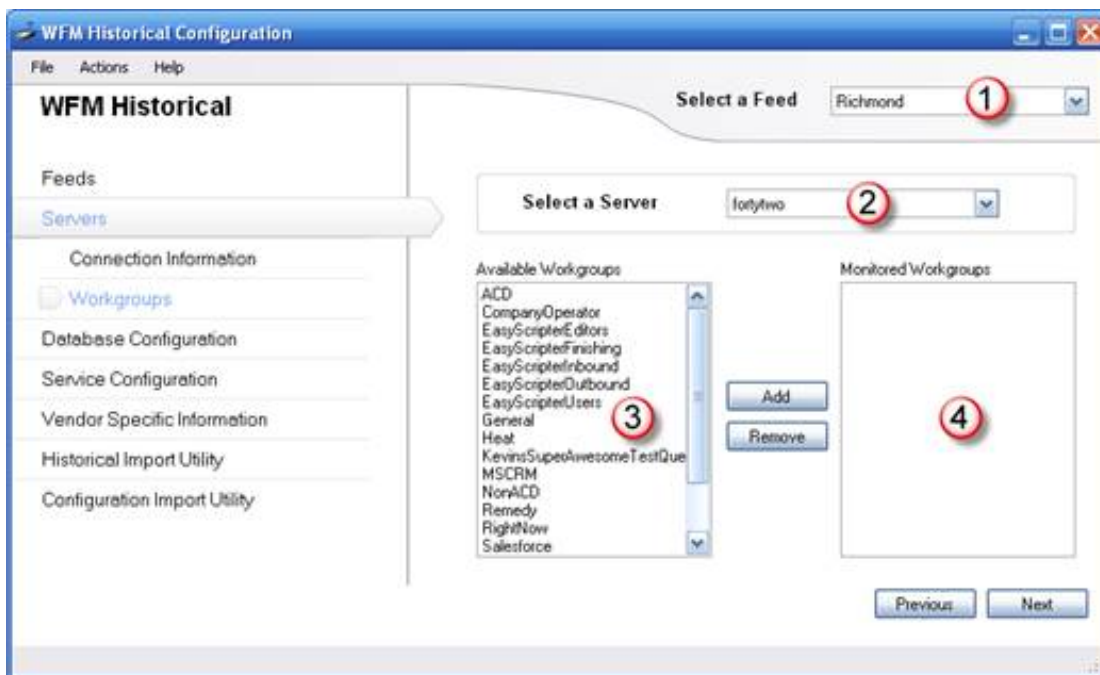 WFM Historical Configuration
File Actions Help
WFM Historical
Select a Feed Richmond 1
Feeds
Servers
Connection Information
Workgroups
Database Configuration
Service Configuration
Vendor Specific Information
Historical Import Utility
Configuration Import Utility
Select a Server fortytwo 2
Available Workgroups
ACD
CompanyOperator
EasyScripterEditors
EasyScripterFinishing
EasyScripterInbound
EasyScripterOutbound
EasyScripterUsers
General
Heat
KevinsSuperAwesomeTestQue
MSCRM
NonACD
Remedy
RightNow
Salesforce
3
Add
Remove
Monitored Workgroups
4
Previous Next